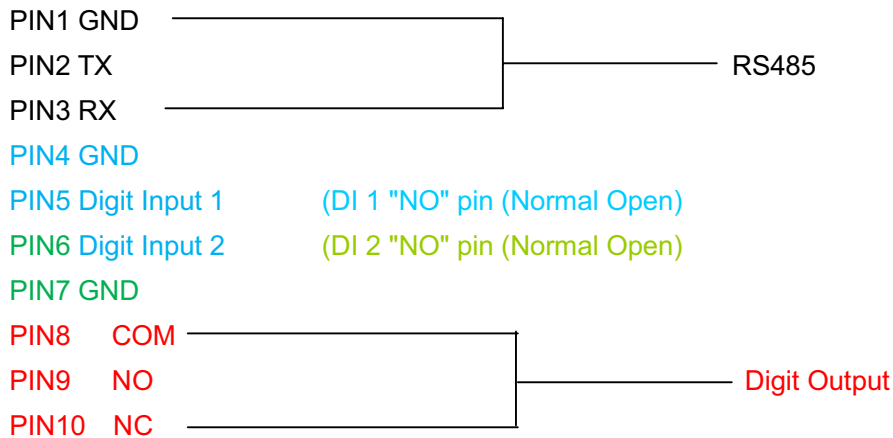 PIN1 GND
PIN2 TX RS485
PIN3 RX
PIN4 GND
PIN5 Digit Input 1 (DI 1 "NO" pin (Normal Open)
PIN6 Digit Input 2 (DI 2 "NO" pin (Normal Open)
PIN7 GND
PIN8 COM
PIN9 NO Digit Output
PIN10 NC